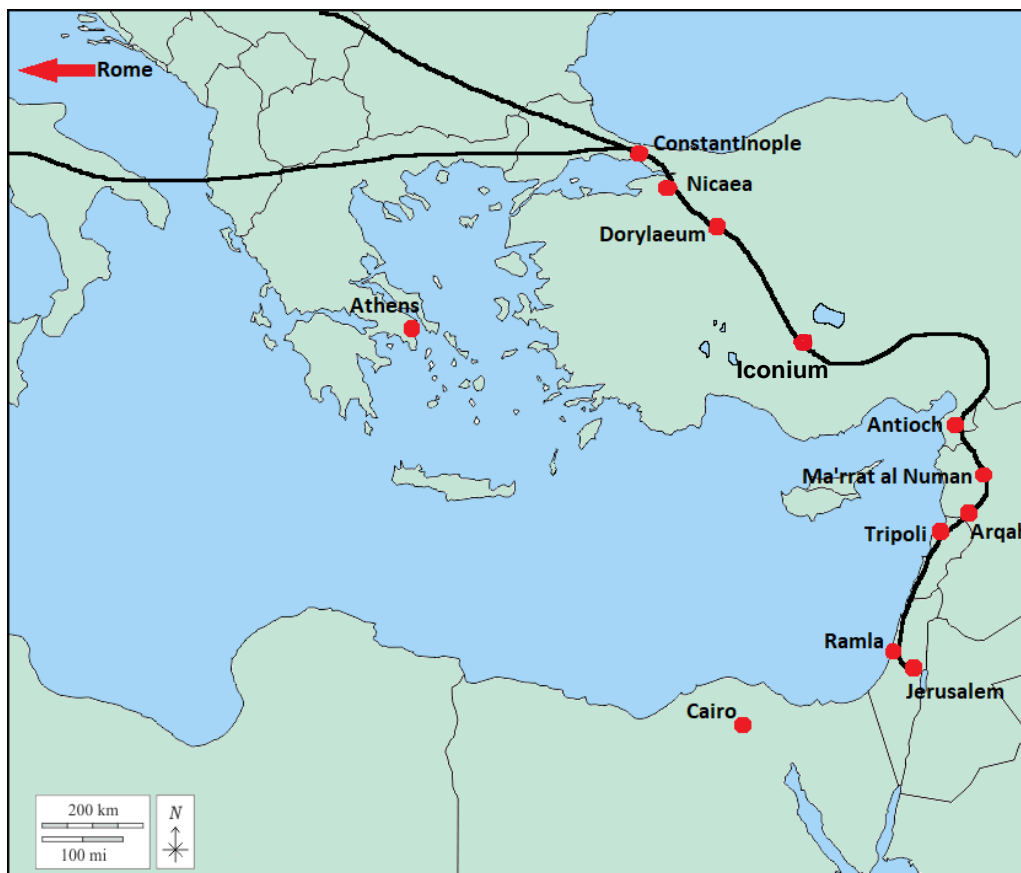 Rome
Constantinople
Nicaea
Dorylaeum
Athens
Iconium
Antioch
Ma'rrat al Numan
Tripoli
Arqah
Ramla
Jerusalem
Cairo
200 km
100 mi
N